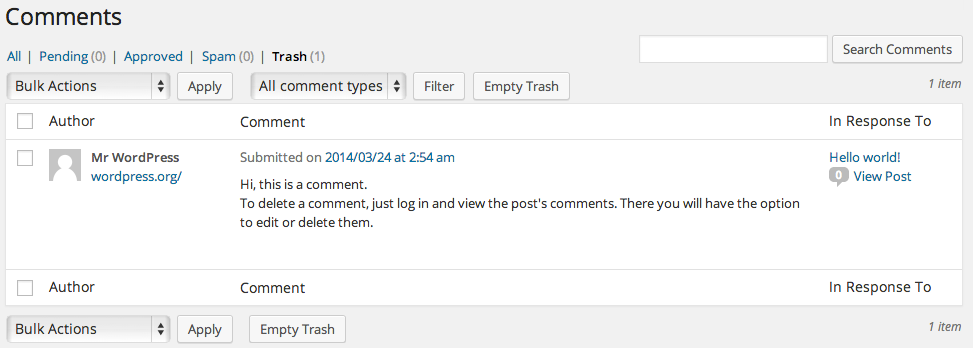 Comments
All | Pending (0) | Approved | Spam (0) | Trash (1)
Search Comments
Bulk Actions Apply All comment types Filter Empty Trash 1 item
Author Comment In Response To
Mr WordPress Submitted on 2014/03/24 at 2:54 am Hello world!
wordpress.org/ Hi, this is a comment. 0 View Post
To delete a comment, just log in and view the post's comments. There you will have the option
to edit or delete them.
Author Comment In Response To
Bulk Actions Apply Empty Trash 1 item